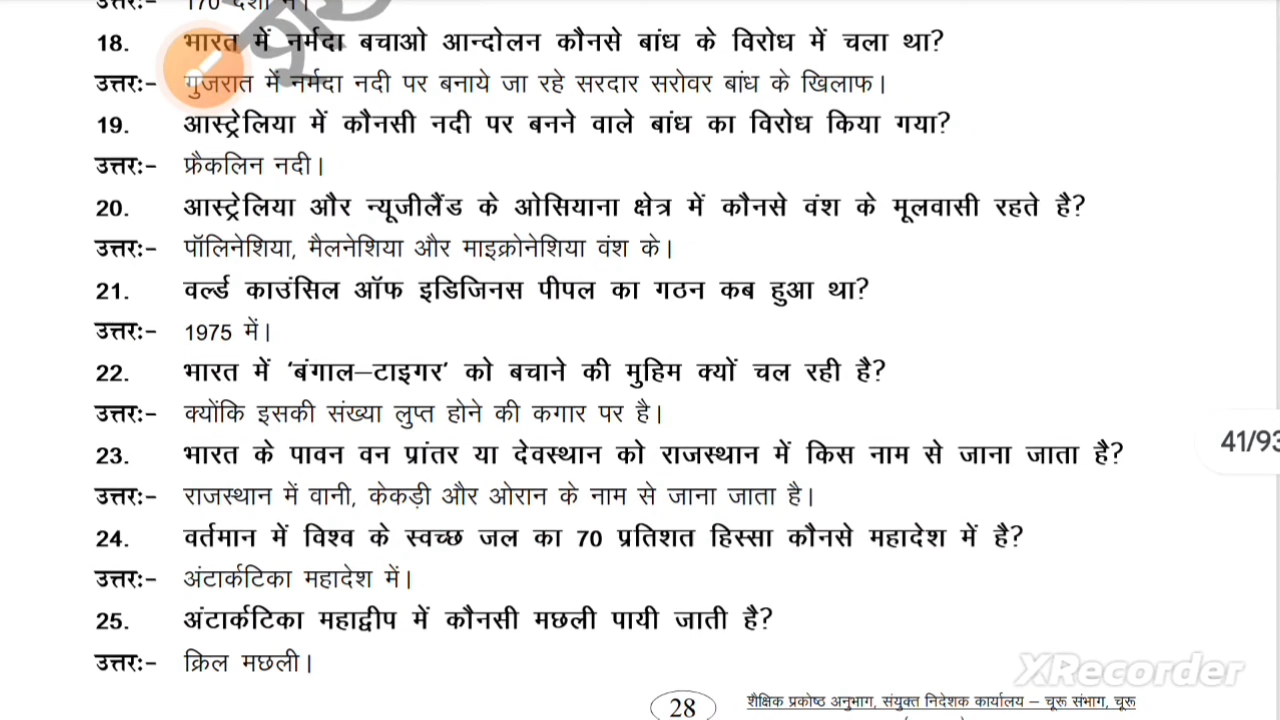 उत्तरः- 170 देशों में।
18. भारत में नर्मदा बचाओ आन्दोलन कौनसे बांध के विरोध में चला था?
उत्तरः- गुजरात में नर्मदा नदी पर बनाये जा रहे सरदार सरोवर बांध के खिलाफ।
19. आस्ट्रेलिया में कौनसी नदी पर बनने वाले बांध का विरोध किया गया?
उत्तरः- फ्रैकलिन नदी।
20. आस्ट्रेलिया और न्यूजीलैंड के ओसियाना क्षेत्र में कौनसे वंश के मूलवासी रहते है?
उत्तरः- पॉलिनेशिया, मैलनेशिया और माइक्रोनेशिया वंश के।
21. वर्ल्ड काउंसिल ऑफ इडिजिनस पीपल का गठन कब हुआ था?
उत्तरः- 1975 में।
22. भारत में 'बंगाल–टाइगर' को बचाने की मुहिम क्यों चल रही है?
उत्तरः- क्योंकि इसकी संख्या लुप्त होने की कगार पर है।
23. भारत के पावन वन प्रांतर या देवस्थान को राजस्थान में किस नाम से जाना जाता है?
उत्तरः- राजस्थान में वानी, केकड़ी और ओरान के नाम से जाना जाता है।
41/93
24. वर्तमान में विश्व के स्वच्छ जल का 70 प्रतिशत हिस्सा कौनसे महादेश में है?
उत्तरः- अंटार्कटिका महादेश में।
25. अंटार्कटिका महाद्वीप में कौनसी मछली पायी जाती है?
उत्तरः- क्रिल मछली।
XRecorder
28 शैक्षिक प्रकोष्ठ अनुभाग, संयुक्त निदेशक कार्यालय – चूरू संभाग, चूरू